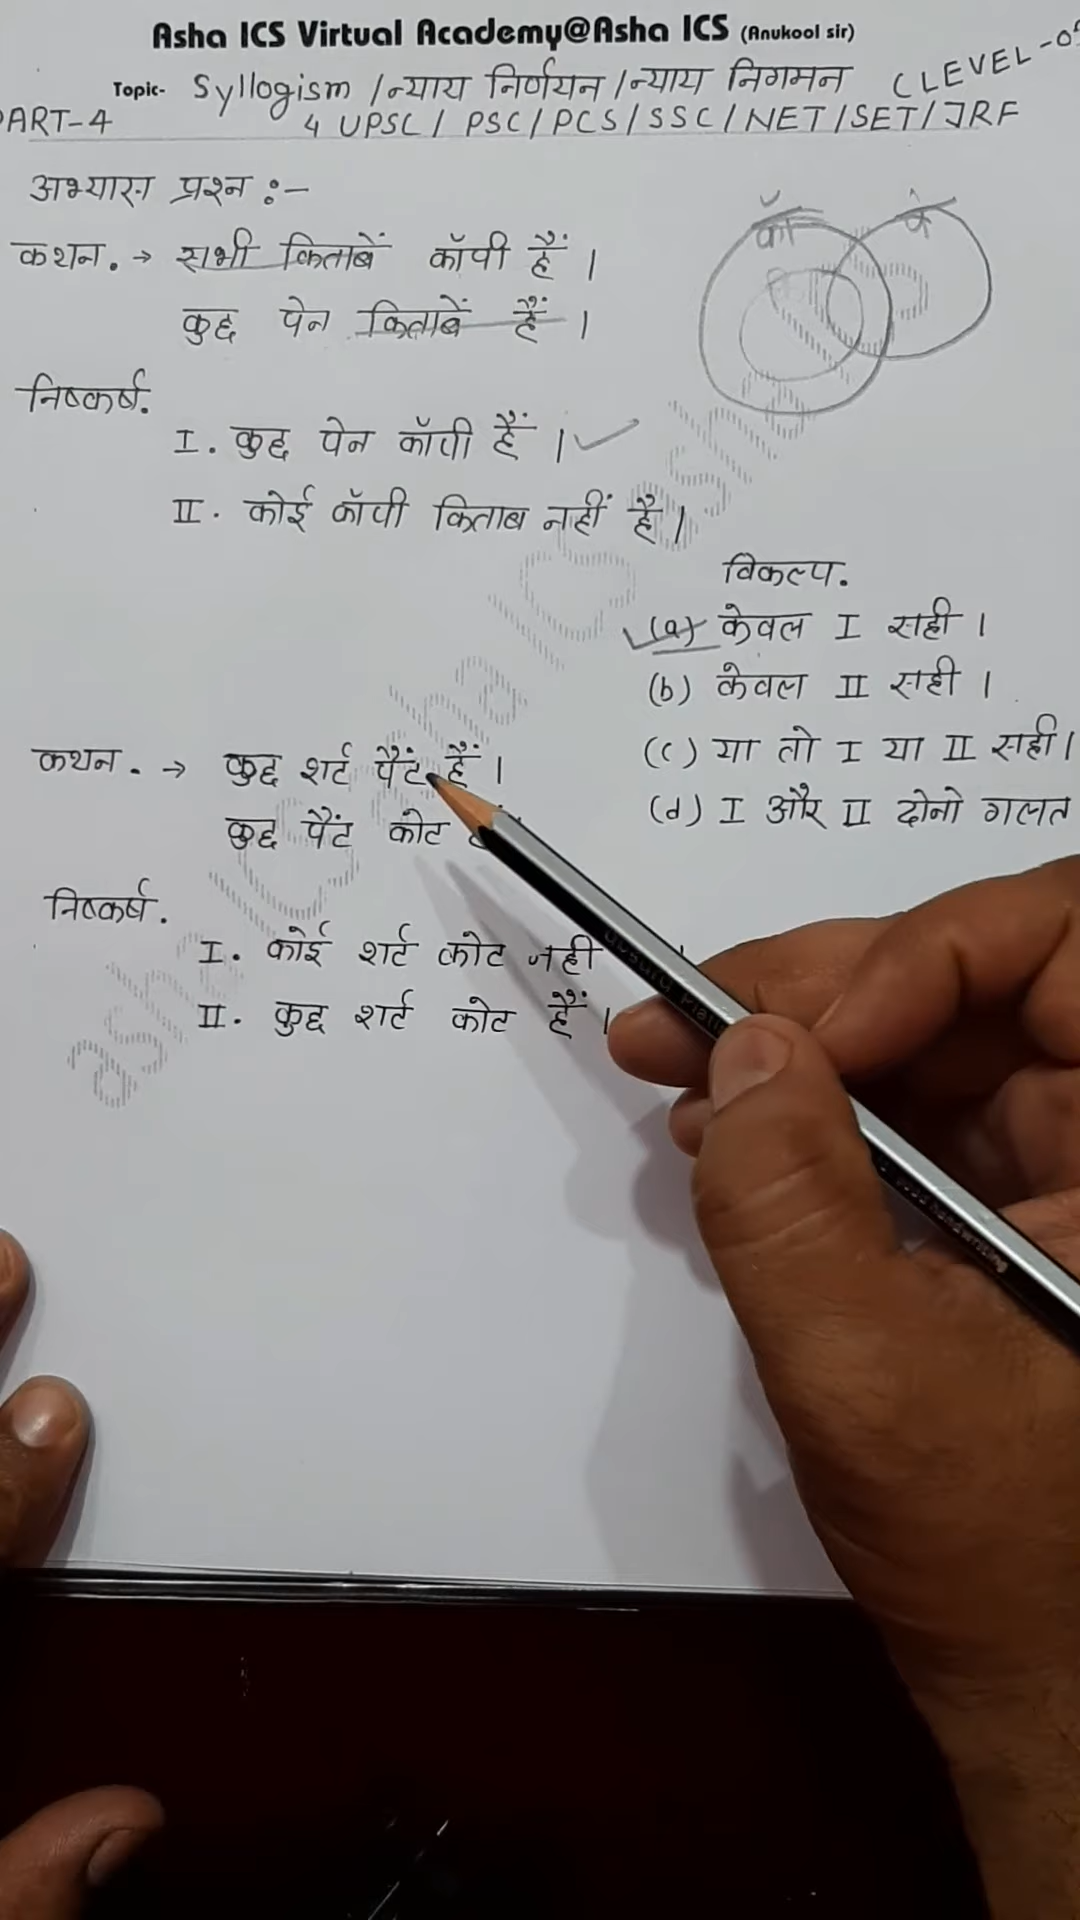 Asha ICS Virtual Academy@Asha ICS (Anukool sir)
Topic- Syllogism / न्याय निर्णयन / न्याय निगमन (LEVEL-
PART-4 4 UPSC / PSC / PCS / SSC / NET / SET / JRF
अभ्यास प्रश्न :-
कथन. → सभी किताबें कॉपी हैं ।
कुछ पेन किताबें हैं ।
कॉ
पे
निष्कर्ष.
I. कुछ पेन कॉपी हैं ।
II. कोई कॉपी किताब नहीं है ।
विकल्प.
(a) केवल I सही ।
(b) केवल II सही ।
(c) या तो I या II सही ।
(d) I और II दोनो गलत
कथन. → कुछ शर्ट पैंट हैं ।
कुछ पैंट कोट
निष्कर्ष.
I. कोई शर्ट कोट नही
II. कुछ शर्ट कोट हैं ।